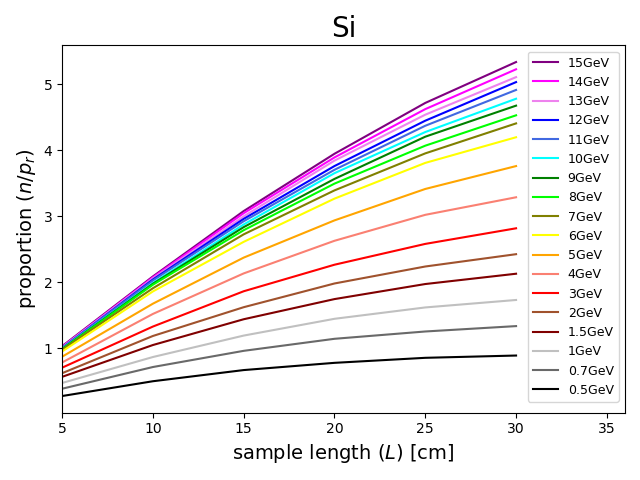 Si
proportion (n/pᵣ)
5
4
3
2
1
5 10 15 20 25 30 35
sample length (L) [cm]
15GeV
14GeV
13GeV
12GeV
11GeV
10GeV
9GeV
8GeV
7GeV
6GeV
5GeV
4GeV
3GeV
2GeV
1.5GeV
1GeV
0.7GeV
0.5GeV